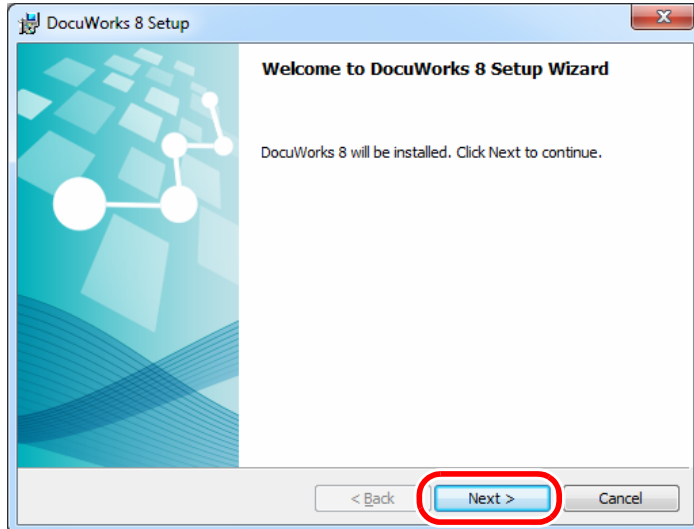 DocuWorks 8 Setup
Welcome to DocuWorks 8 Setup Wizard
DocuWorks 8 will be installed. Click Next to continue.
< Back
Next >
Cancel